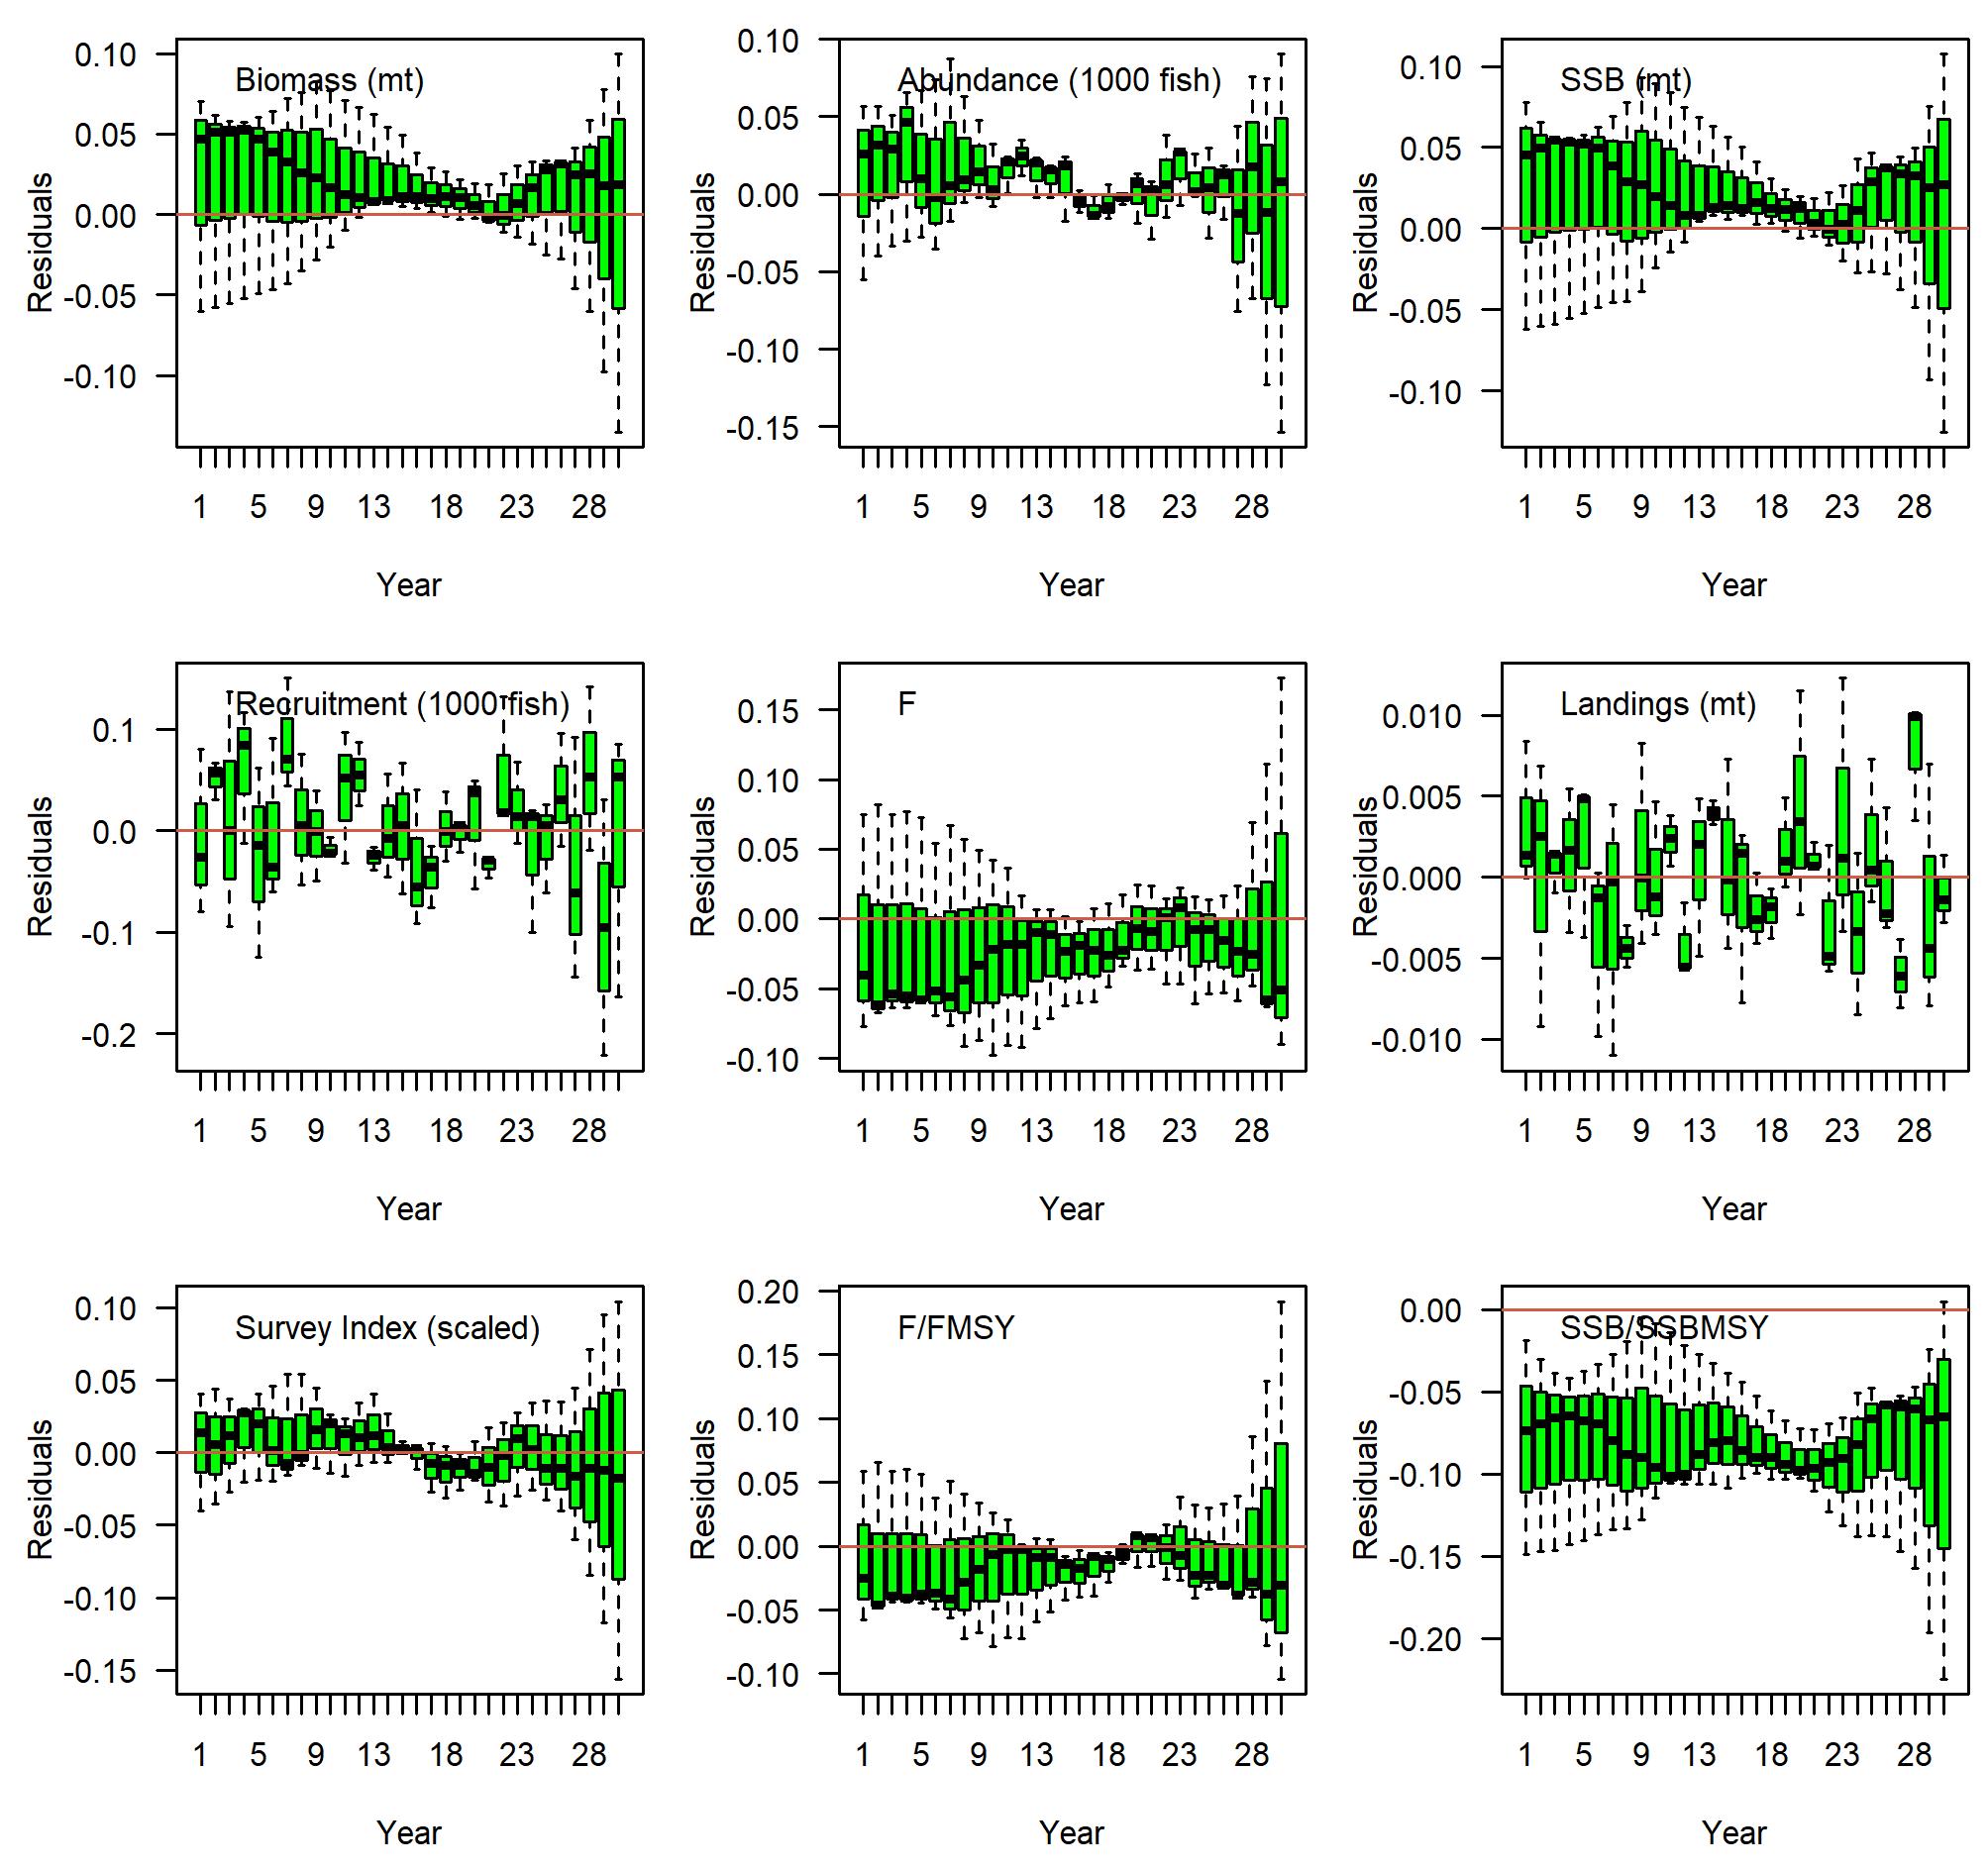 Biomass (mt)
Residuals
0.10
0.05
0.00
-0.05
-0.10
1 5 9 13 18 23 28
Year
Abundance (1000 fish)
Residuals
0.10
0.05
0.00
-0.05
-0.10
-0.15
1 5 9 13 18 23 28
Year
SSB (mt)
Residuals
0.10
0.05
0.00
-0.05
-0.10
1 5 9 13 18 23 28
Year
Recruitment (1000 fish)
Residuals
0.1
0.0
-0.1
-0.2
1 5 9 13 18 23 28
Year
F
Residuals
0.15
0.10
0.05
0.00
-0.05
-0.10
1 5 9 13 18 23 28
Year
Landings (mt)
Residuals
0.010
0.005
0.000
-0.005
-0.010
1 5 9 13 18 23 28
Year
Survey Index (scaled)
Residuals
0.10
0.05
0.00
-0.05
-0.10
-0.15
1 5 9 13 18 23 28
Year
F/FMSY
Residuals
0.20
0.15
0.10
0.05
0.00
-0.05
-0.10
1 5 9 13 18 23 28
Year
SSB/SSBMSY
Residuals
0.00
-0.05
-0.10
-0.15
-0.20
1 5 9 13 18 23 28
Year